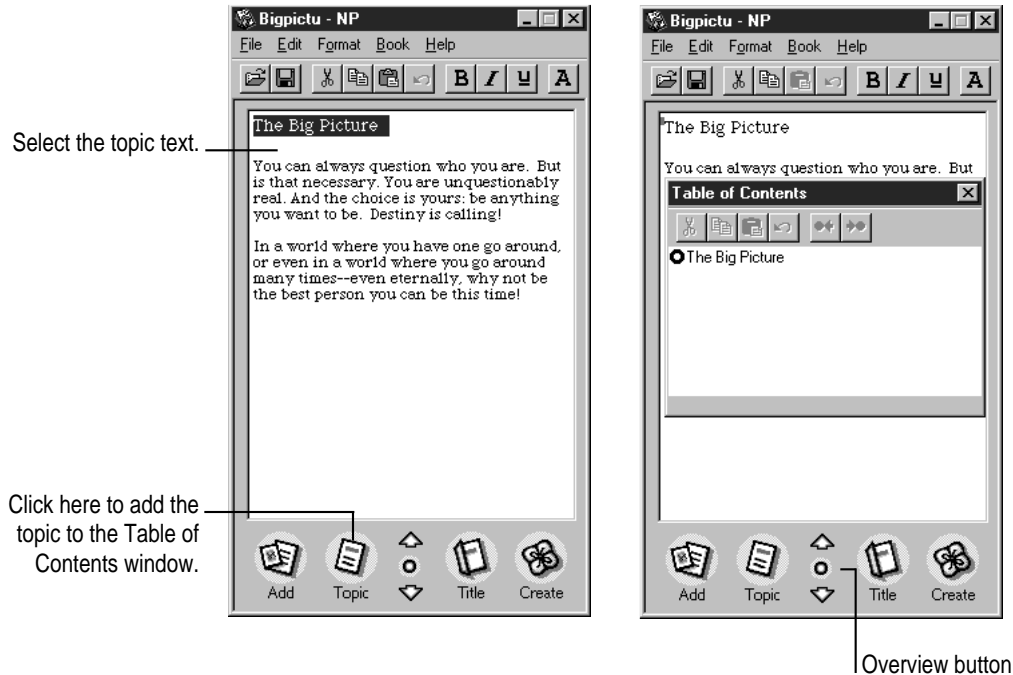 Bigpictu - NP
File Edit Format Book Help
B I U A
Select the topic text.
The Big Picture
You can always question who you are. But
is that necessary. You are unquestionably
real. And the choice is yours: be anything
you want to be. Destiny is calling!
In a world where you have one go around,
or even in a world where you go around
many times--even eternally, why not be
the best person you can be this time!
Click here to add the
topic to the Table of
Contents window.
Add Topic Title Create
Bigpictu - NP
File Edit Format Book Help
B I U A
The Big Picture
You can always question who you are. But
Table of Contents
The Big Picture
Add Topic Title Create
Overview button